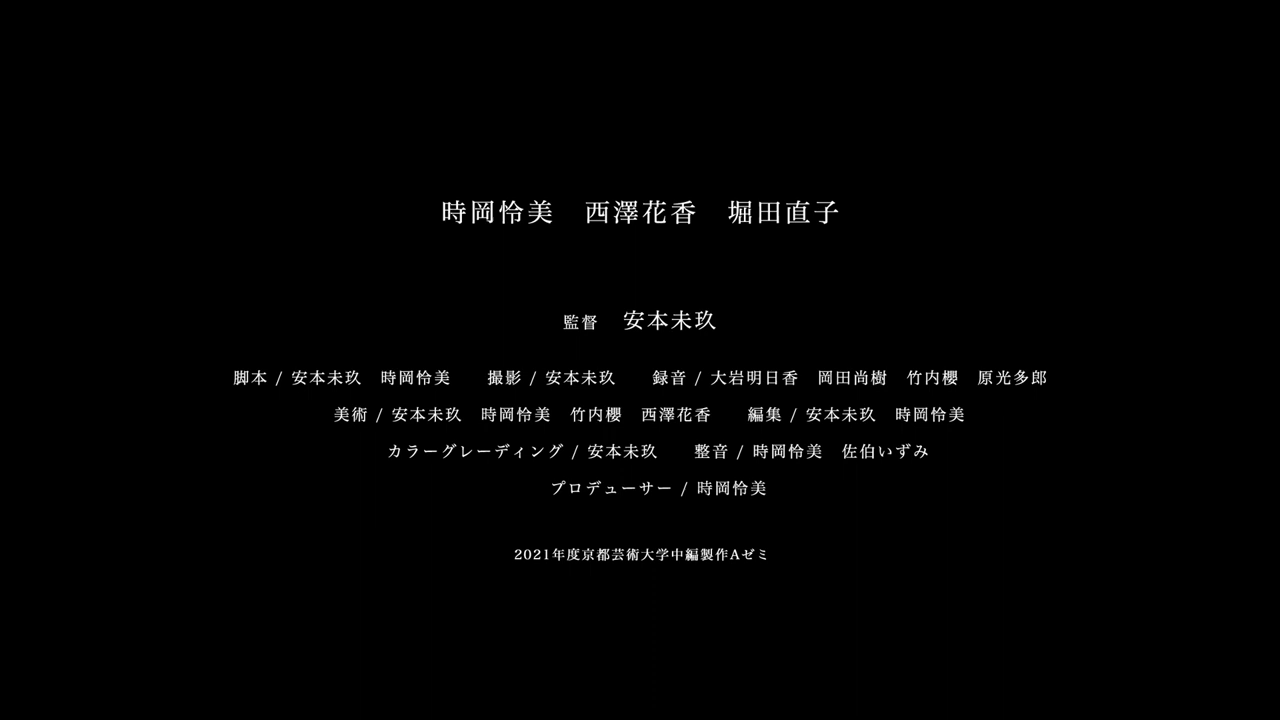 時岡怜美　西澤花香　堀田直子
監督　安本未玖
脚本 / 安本未玖　時岡怜美　　撮影 / 安本未玖　　録音 / 大岩明日香　岡田尚樹　竹内櫻　原光多郎
美術 / 安本未玖　時岡怜美　竹内櫻　西澤花香　　編集 / 安本未玖　時岡怜美
カラーグレーディング / 安本未玖　　整音 / 時岡怜美　佐伯いずみ
プロデューサー / 時岡怜美
2021年度京都芸術大学中編製作Aゼミ